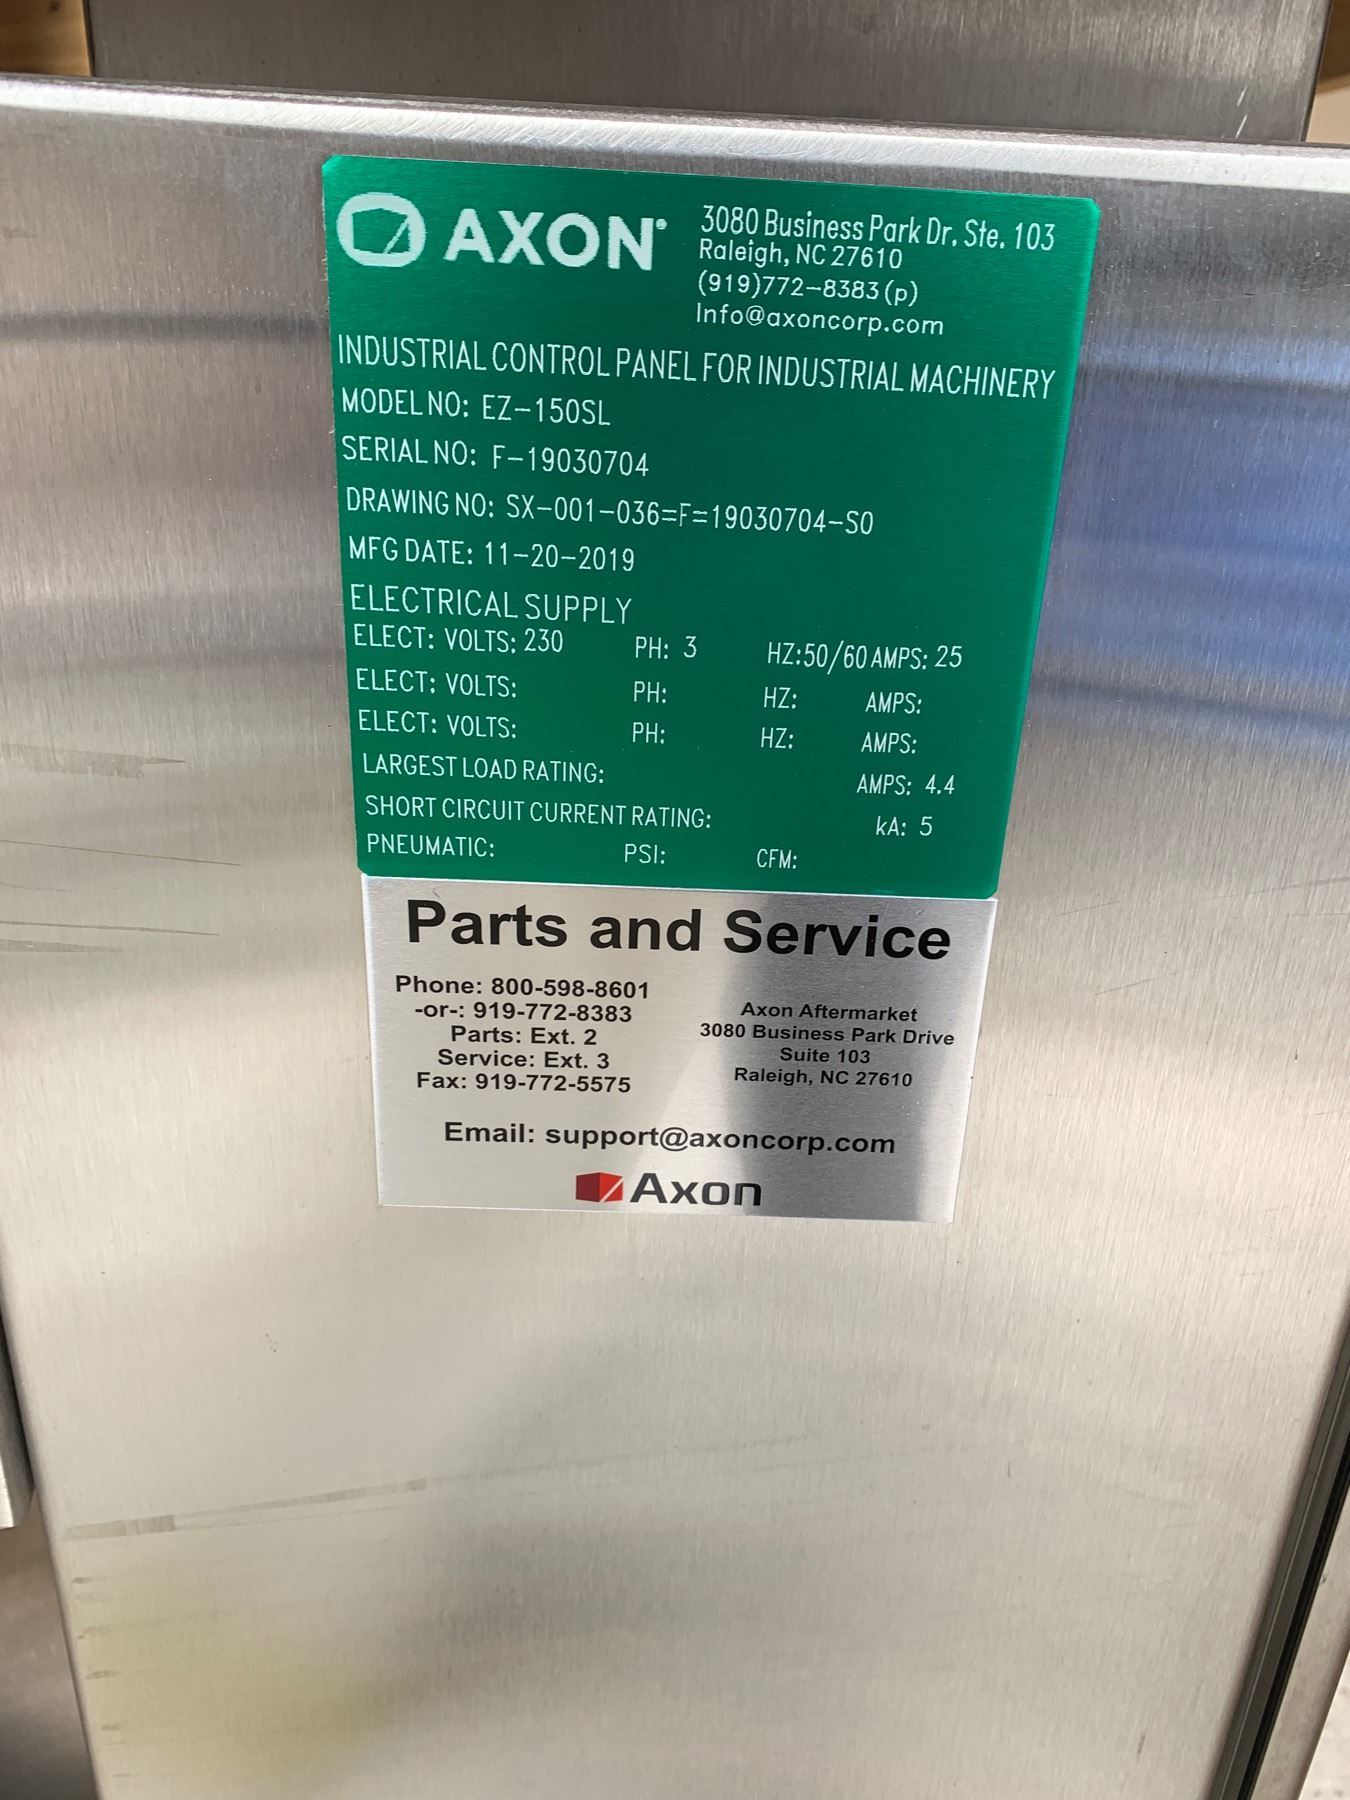 AXON®
3080 Business Park Dr. Ste. 103
Raleigh, NC 27610
(919)772-8383 (p)
Info@axoncorp.com
INDUSTRIAL CONTROL PANEL FOR INDUSTRIAL MACHINERY
MODEL NO: EZ-150SL
SERIAL NO: F-19030704
DRAWING NO: SX-001-036=F=19030704-S0
MFG DATE: 11-20-2019
ELECTRICAL SUPPLY
ELECT: VOLTS: 230 PH: 3 HZ:50/60 AMPS: 25
ELECT: VOLTS: PH: HZ: AMPS:
ELECT: VOLTS: PH: HZ: AMPS:
LARGEST LOAD RATING: AMPS: 4.4
SHORT CIRCUIT CURRENT RATING: kA: 5
PNEUMATIC: PSI: CFM:
Parts and Service
Phone: 800-598-8601
-or-: 919-772-8383
Parts: Ext. 2
Service: Ext. 3
Fax: 919-772-5575
Axon Aftermarket
3080 Business Park Drive
Suite 103
Raleigh, NC 27610
Email: support@axoncorp.com
Axon